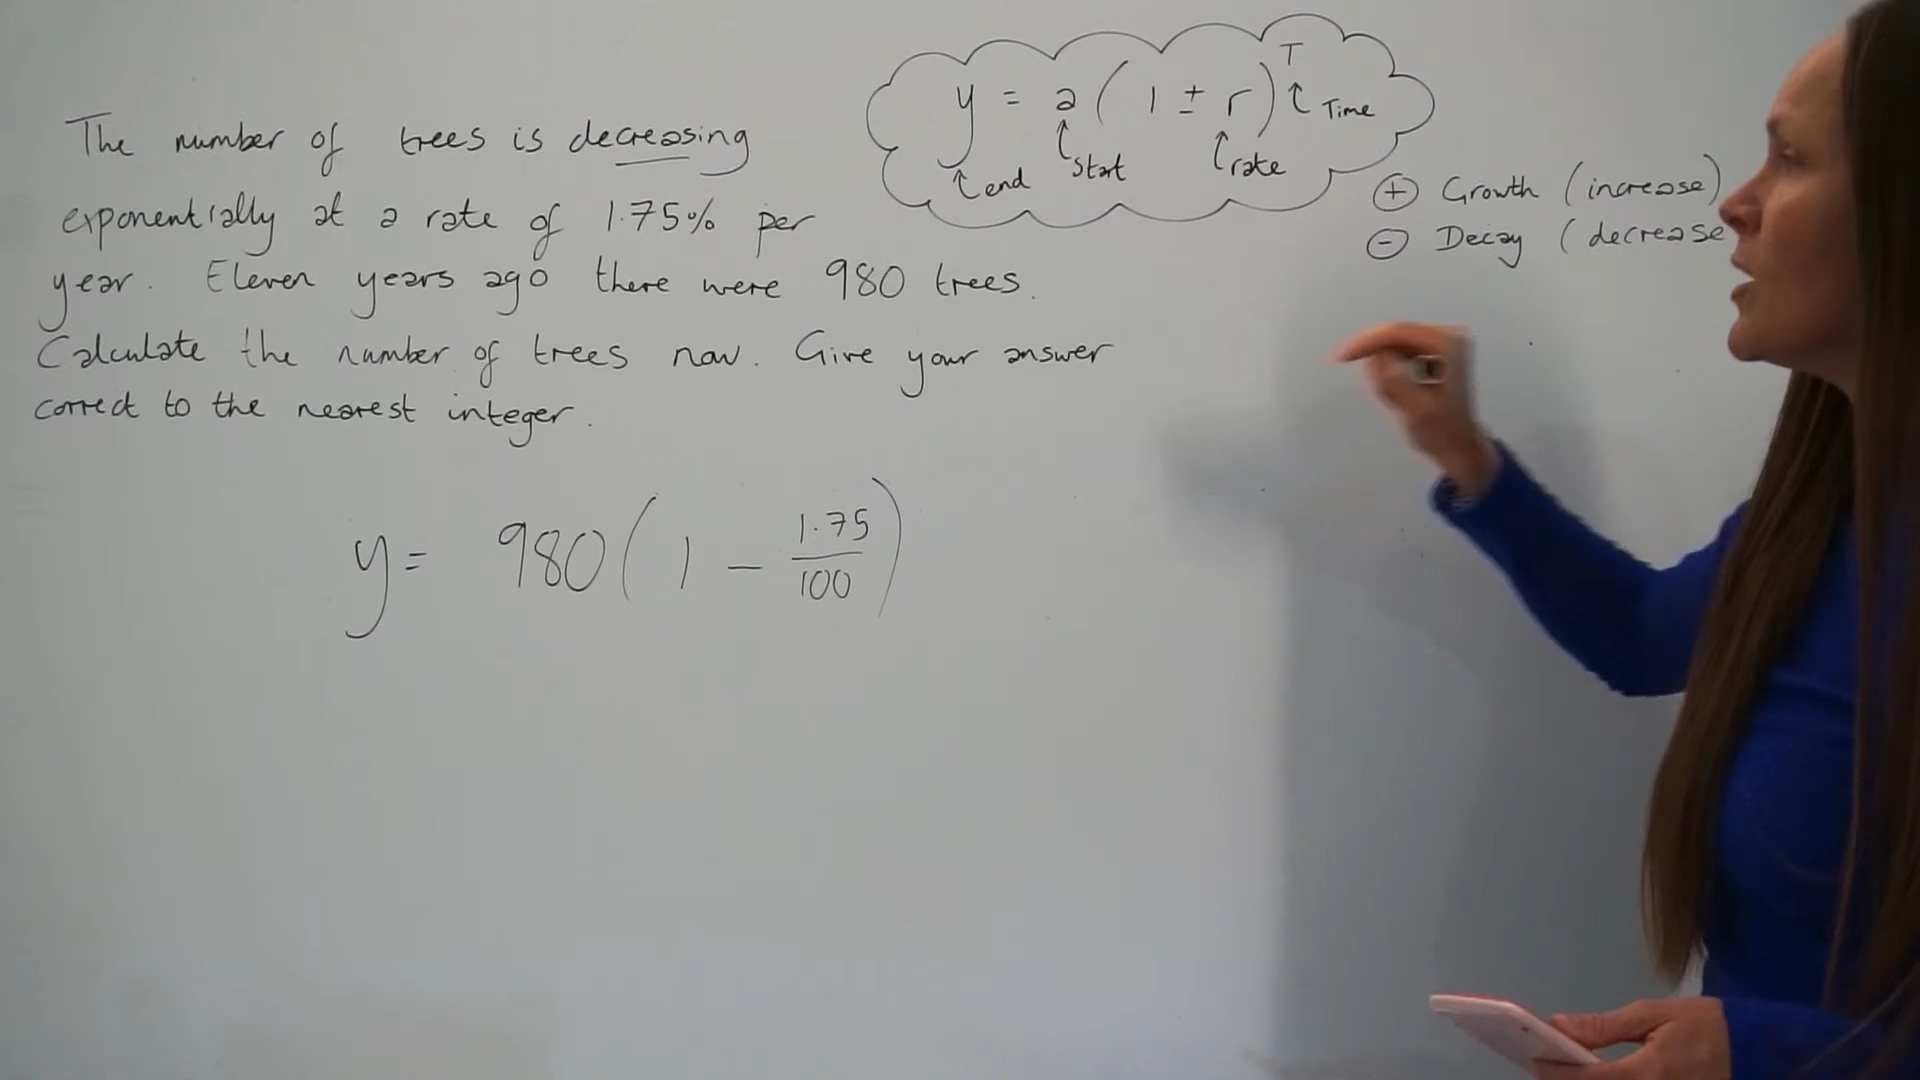 The number of trees is decreasing
exponentially at a rate of 1.75% per
year. Eleven years ago there were 980 trees.
Calculate the number of trees now. Give your answer
correct to the nearest integer.
y = a(1 ± r)^T
end
start
rate
Time
+ Growth (increase)
- Decay (decrease
y = 980(1 - 1.75/100)